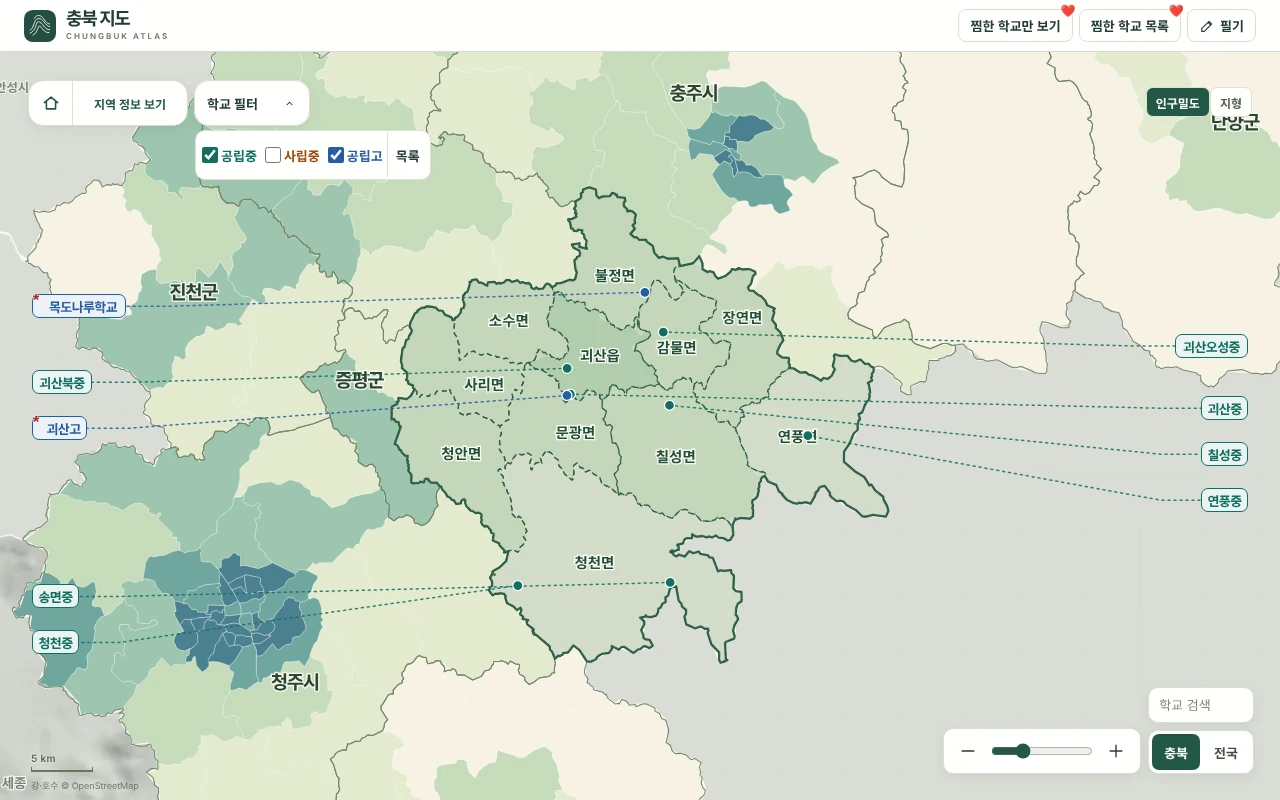 충북 지도
CHUNGBUK ATLAS
찜한 학교만 보기
찜한 학교 목록
필기
안성시
지역 정보 보기
학교 필터
공립중
사립중
공립고
목록
인구밀도
지형
단양군
충주시
진천군
증평군
청주시
세종
불정면
소수면
장연면
괴산읍
감물면
사리면
문광면
연풍면
청안면
칠성면
청천면
* 목도나루학교
괴산북중
* 괴산고
송면중
청천중
괴산오성중
괴산중
칠성중
연풍중
5 km
강·호수 © OpenStreetMap
학교 검색
충북
전국